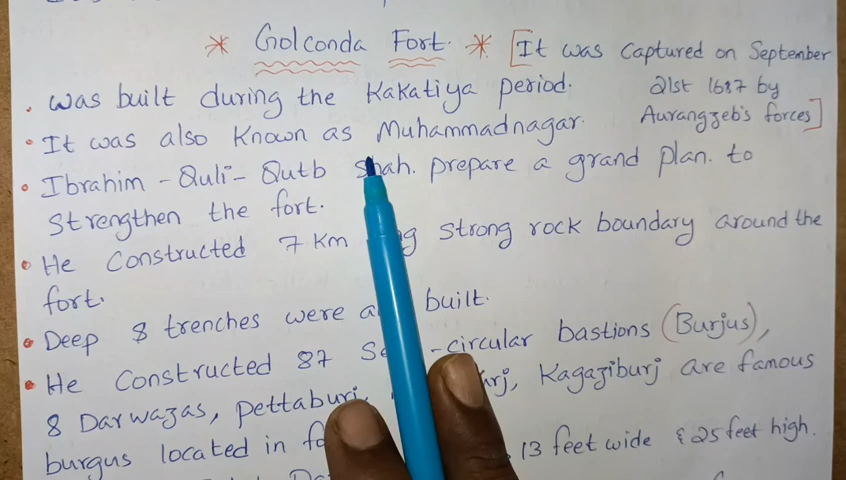 * Golconda Fort. * [It was captured on September
21st 1687 by
Aurangzeb's forces]
. was built during the Kakatiya period.
. It was also known as Muhammadnagar.
. Ibrahim - Quli - Qutb Shah. prepare a grand plan. to
strengthen the fort.
. He constructed 7 Km strong rock boundary around the
fort.
. Deep 8 trenches were built.
. He constructed 87 -circular bastions (Burjus),
8 Darwazas, pettaburj, Kagaziburj are famous
burgus located in 13 feet wide & 25 feet high.